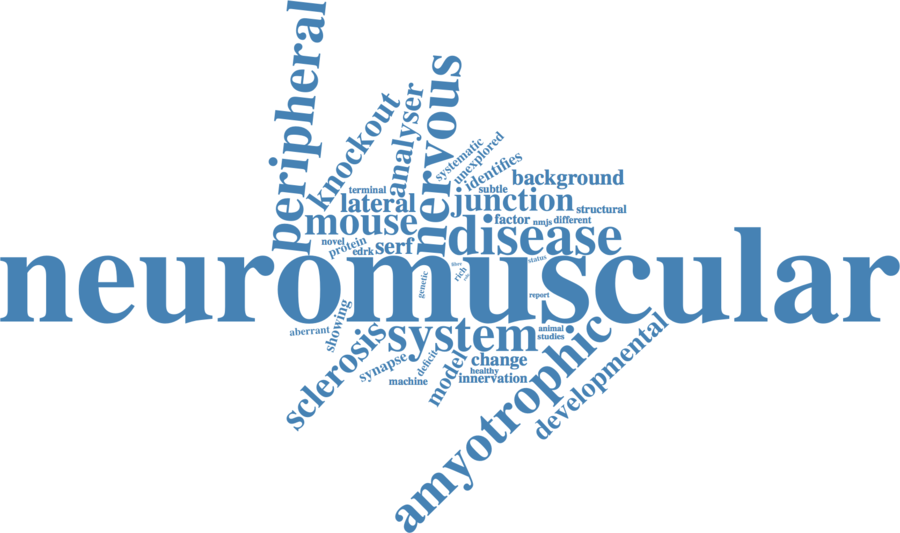 peripheral
nervous
knockout
analyser
systematic
unexplored
identifies
background
terminal
subtle
lateral
junction
structural
mouse
factor
nmjs
different
novel
protein
edrk
serf
disease
status
fibre
rich
genetic
neuromuscular
report
aberrant
showing
sclerosis
system
animal
studies
synapse
deficit
model
change
healthy
machine
innervation
amyotrophic
developmental